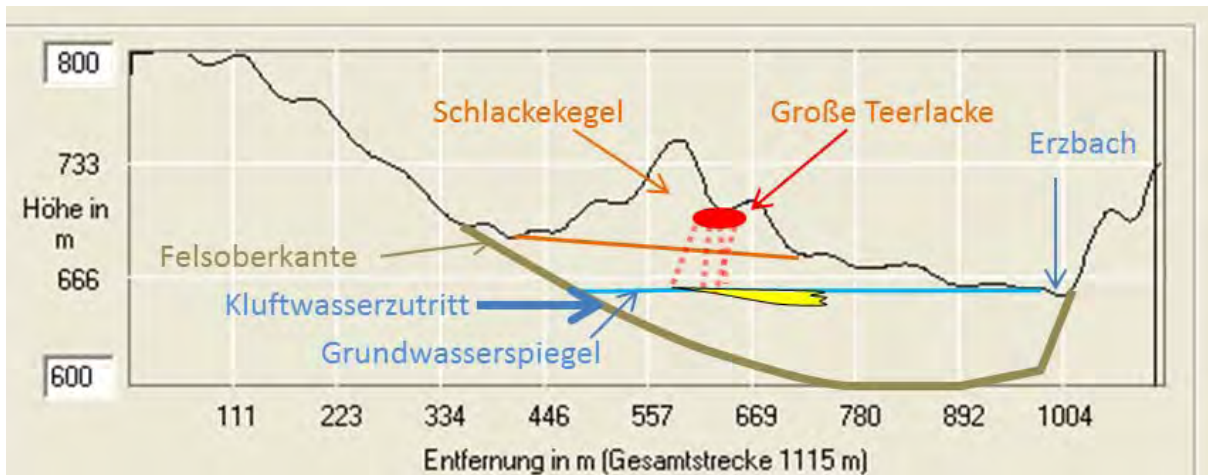 800
Schlackekegel
Große Teerlacke
Erzbach
733
Höhe in
m
Felsoberkante
666
Kluftwasserzutritt
Grundwasserspiegel
600
111 223 334 446 557 669 780 892 1004
Entfernung in m (Gesamtstrecke 1115 m)